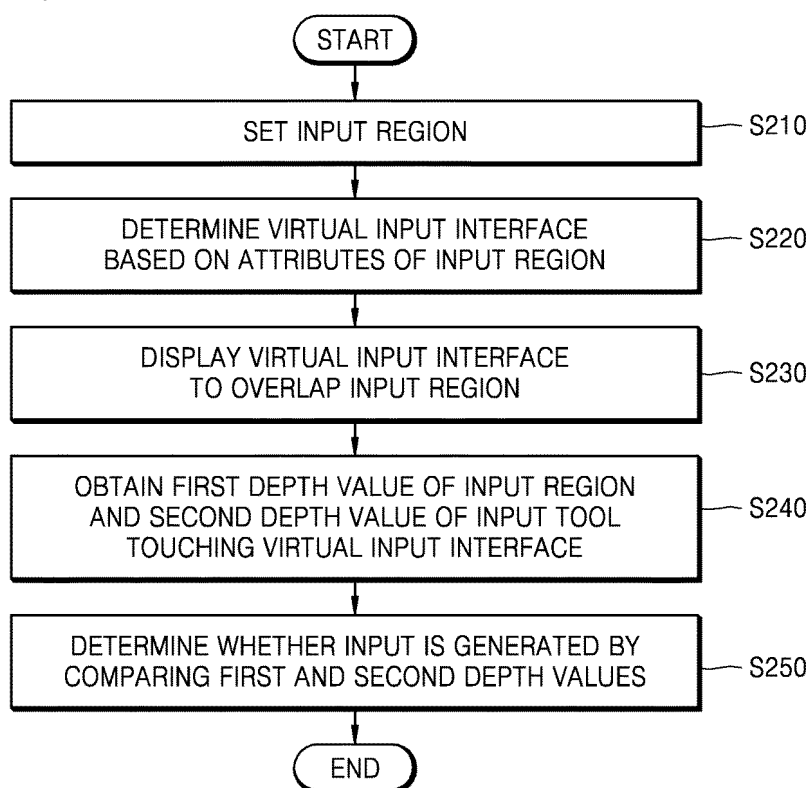 START
SET INPUT REGION
S210
DETERMINE VIRTUAL INPUT INTERFACE
BASED ON ATTRIBUTES OF INPUT REGION
S220
DISPLAY VIRTUAL INPUT INTERFACE
TO OVERLAP INPUT REGION
S230
OBTAIN FIRST DEPTH VALUE OF INPUT REGION
AND SECOND DEPTH VALUE OF INPUT TOOL
TOUCHING VIRTUAL INPUT INTERFACE
S240
DETERMINE WHETHER INPUT IS GENERATED BY
COMPARING FIRST AND SECOND DEPTH VALUES
S250
END